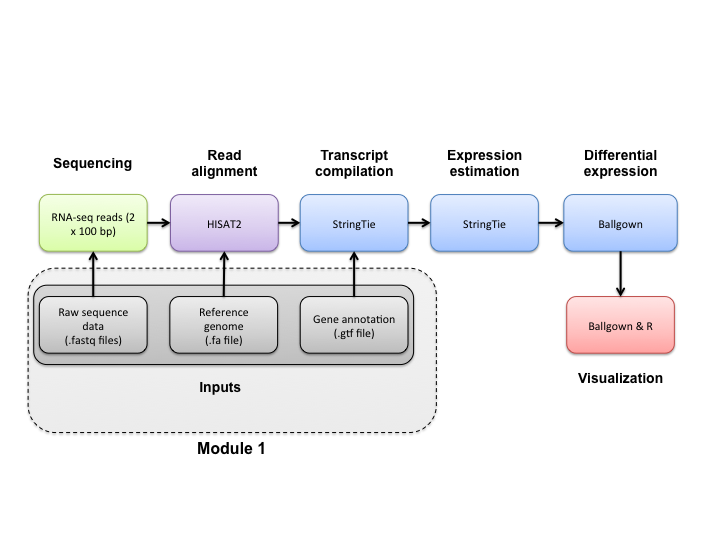 Sequencing
Read
alignment
Transcript
compilation
Expression
estimation
Differential
expression
RNA-seq reads (2
x 100 bp)
HISAT2
StringTie
StringTie
Ballgown
Raw sequence
data
(.fastq files)
Reference
genome
(.fa file)
Gene annotation
(.gtf file)
Ballgown & R
Inputs
Visualization
Module 1